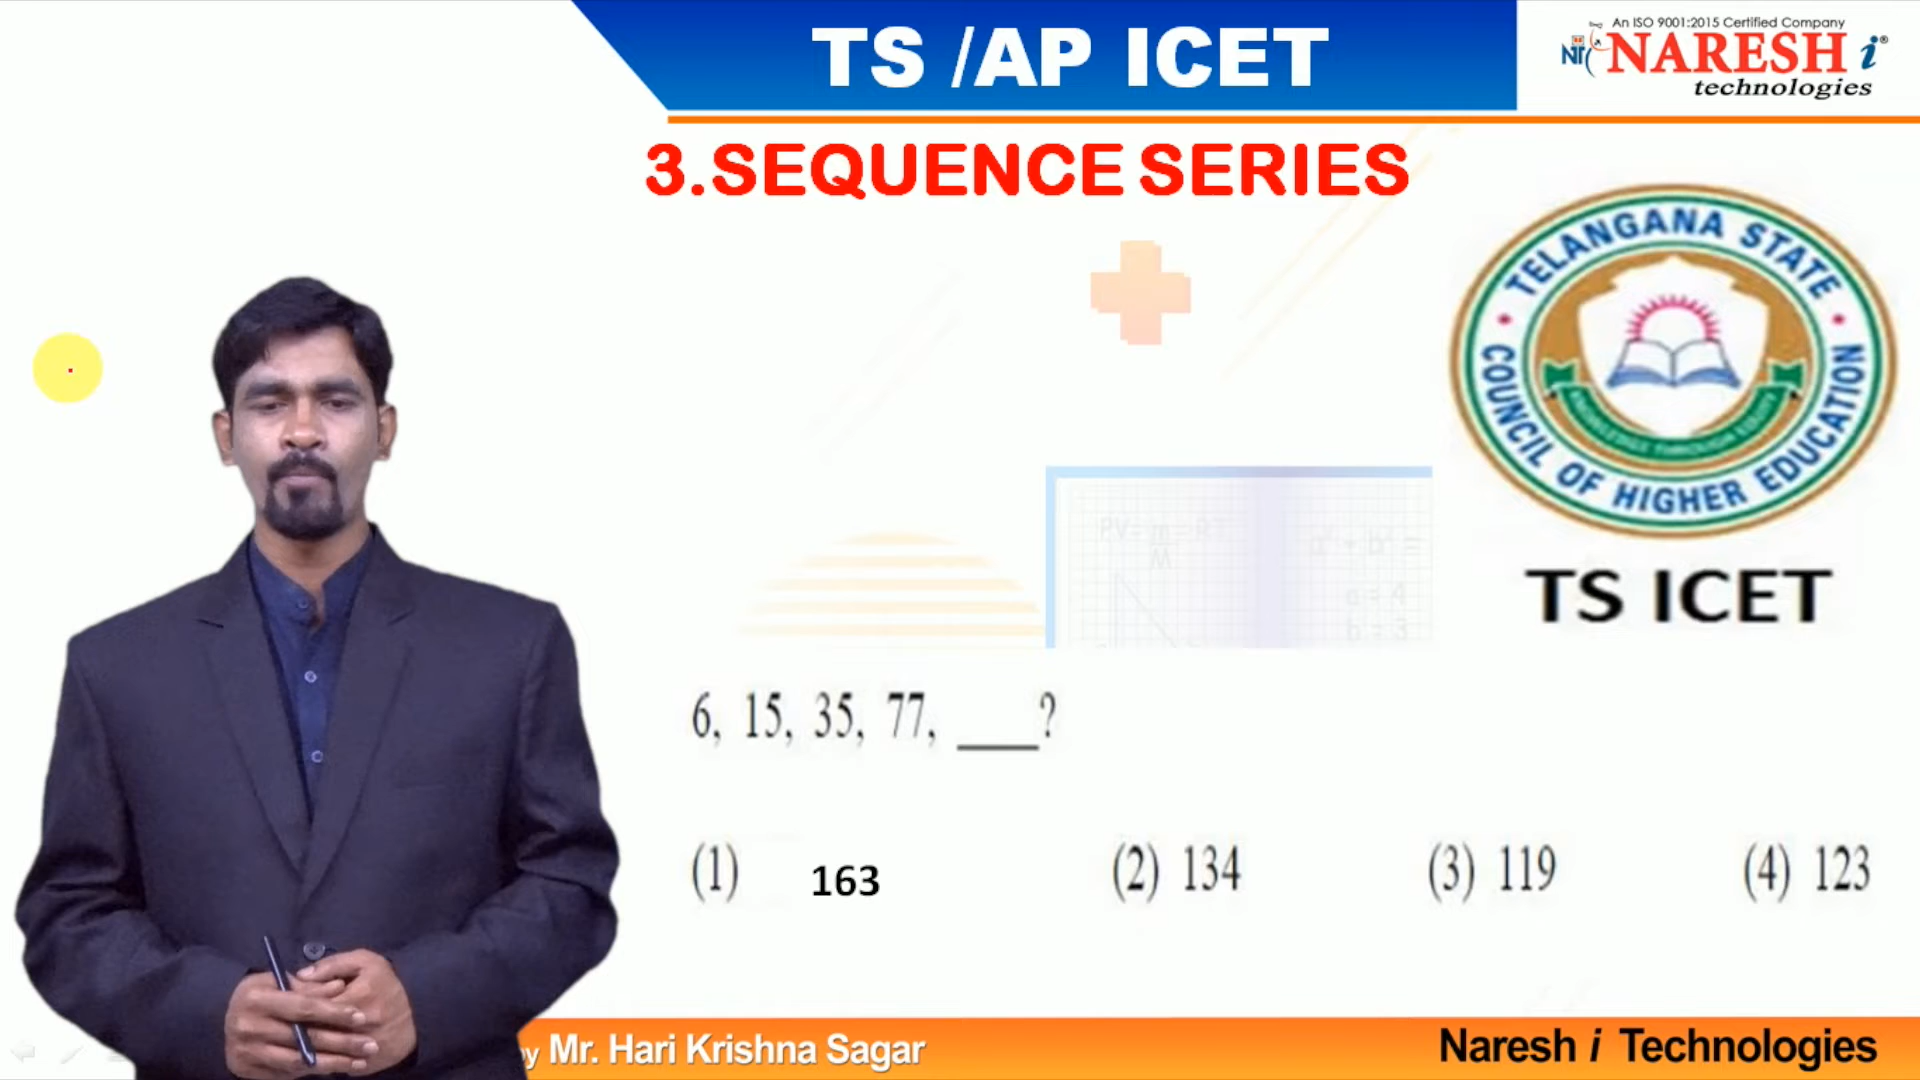 TS /AP ICET
An ISO 9001:2015 Certified Company
NARESH i
technologies
3.SEQUENCE SERIES
TELANGANA STATE
COUNCIL OF HIGHER EDUCATION
TS ICET
6, 15, 35, 77, ____?
(1) 163 (2) 134 (3) 119 (4) 123
by Mr. Hari Krishna Sagar
Naresh i Technologies